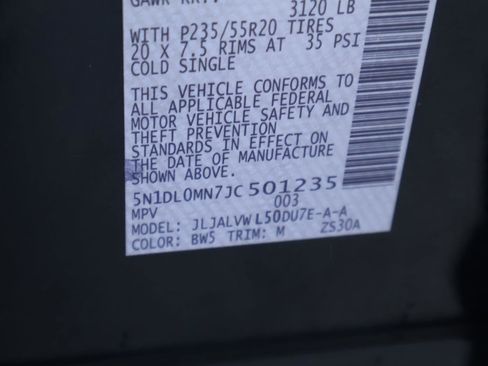 GAWR RR:
3120 LB
WITH P235/55R20 TIRES
20 X 7.5 RIMS AT 35 PSI
COLD SINGLE
THIS VEHICLE CONFORMS TO
ALL APPLICABLE FEDERAL
MOTOR VEHICLE SAFETY AND
THEFT PREVENTION
STANDARDS IN EFFECT ON
THE DATE OF MANUFACTURE
SHOWN ABOVE.
5N1DL0MN7JC501235
MPV 003
MODEL: JLJALVWL50DU7E-A-A
COLOR: BW5 TRIM: M ZS30A